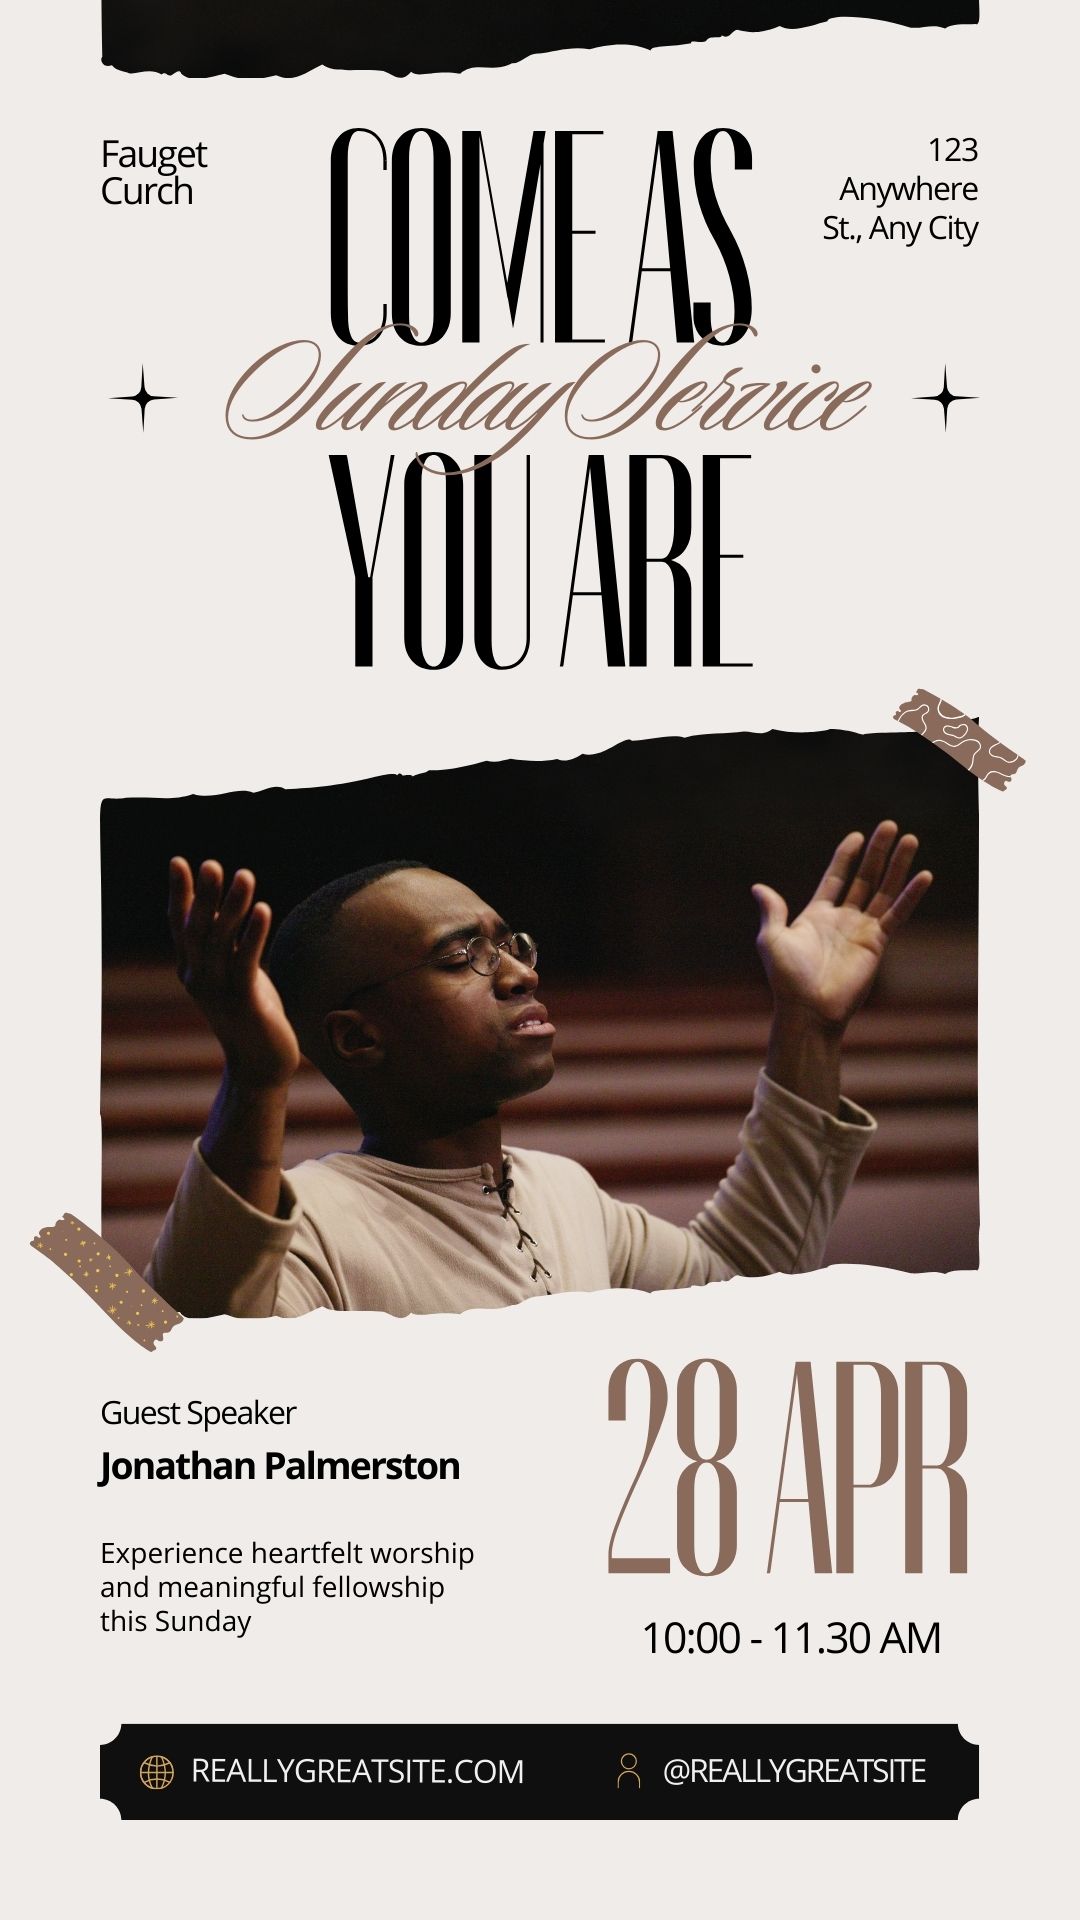 Fauget
Curch
COME AS
123
Anywhere
St., Any City
Sunday Service
YOU ARE
Guest Speaker
Jonathan Palmerston
Experience heartfelt worship
and meaningful fellowship
this Sunday
28 APR
10:00 - 11.30 AM
REALLYGREATSITE.COM
@REALLYGREATSITE